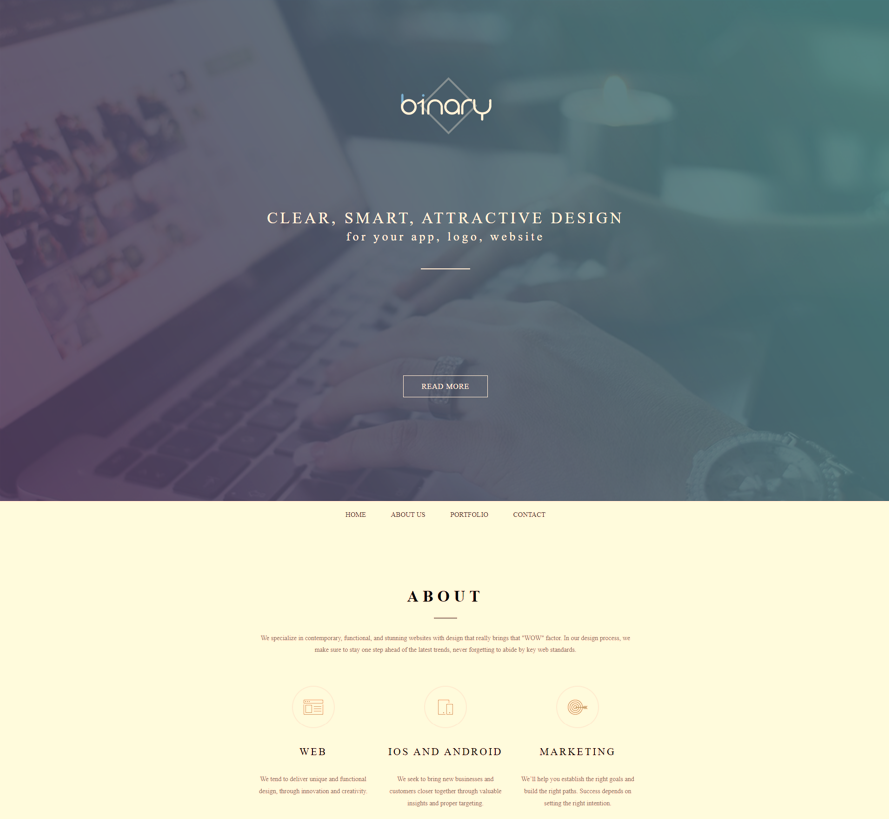 binary
CLEAR, SMART, ATTRACTIVE DESIGN
for your app, logo, website
READ MORE
HOME ABOUT US PORTFOLIO CONTACT
ABOUT
We specialize in contemporary, functional, and stunning websites with design that really brings that "WOW" factor. In our design process, we
make sure to stay one step ahead of the latest trends, never forgetting to abide by key web standards.
WEB
We tend to deliver unique and functional
design, through innovation and creativity.
IOS AND ANDROID
We seek to bring new businesses and
customers closer together through valuable
insights and proper targeting.
MARKETING
We'll help you establish the right goals and
build the right paths. Success depends on
setting the right intention.